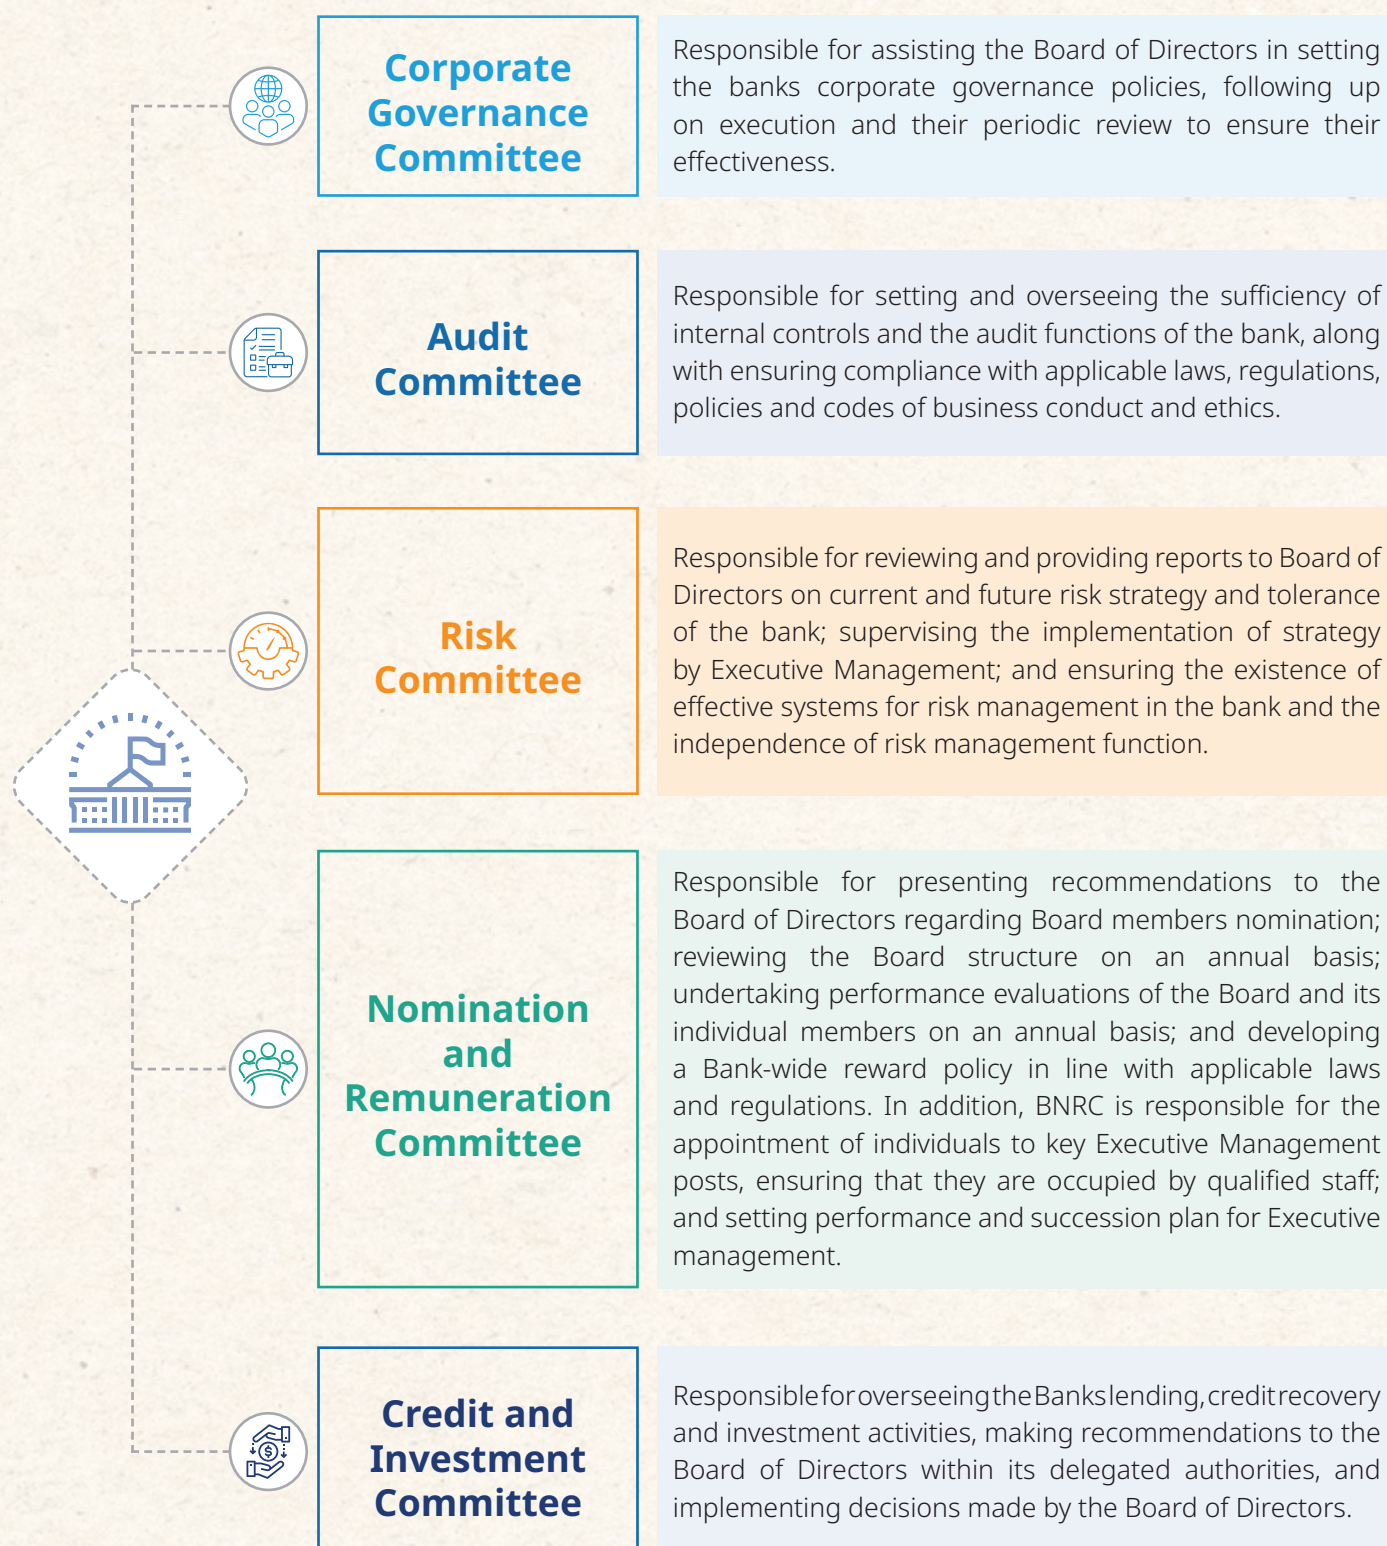 Corporate
Governance
Committee
Responsible for assisting the Board of Directors in setting
the banks corporate governance policies, following up
on execution and their periodic review to ensure their
effectiveness.
Audit
Committee
Responsible for setting and overseeing the sufficiency of
internal controls and the audit functions of the bank, along
with ensuring compliance with applicable laws, regulations,
policies and codes of business conduct and ethics.
Risk
Committee
Responsible for reviewing and providing reports to Board of
Directors on current and future risk strategy and tolerance
of the bank; supervising the implementation of strategy
by Executive Management; and ensuring the existence of
effective systems for risk management in the bank and the
independence of risk management function.
Nomination
and
Remuneration
Committee
Responsible for presenting recommendations to the
Board of Directors regarding Board members nomination;
reviewing the Board structure on an annual basis;
undertaking performance evaluations of the Board and its
individual members on an annual basis; and developing
a Bank-wide reward policy in line with applicable laws
and regulations. In addition, BNRC is responsible for the
appointment of individuals to key Executive Management
posts, ensuring that they are occupied by qualified staff;
and setting performance and succession plan for Executive
management.
Credit and
Investment
Committee
Responsible for overseeing the Banks lending, credit recovery
and investment activities, making recommendations to the
Board of Directors within its delegated authorities, and
implementing decisions made by the Board of Directors.